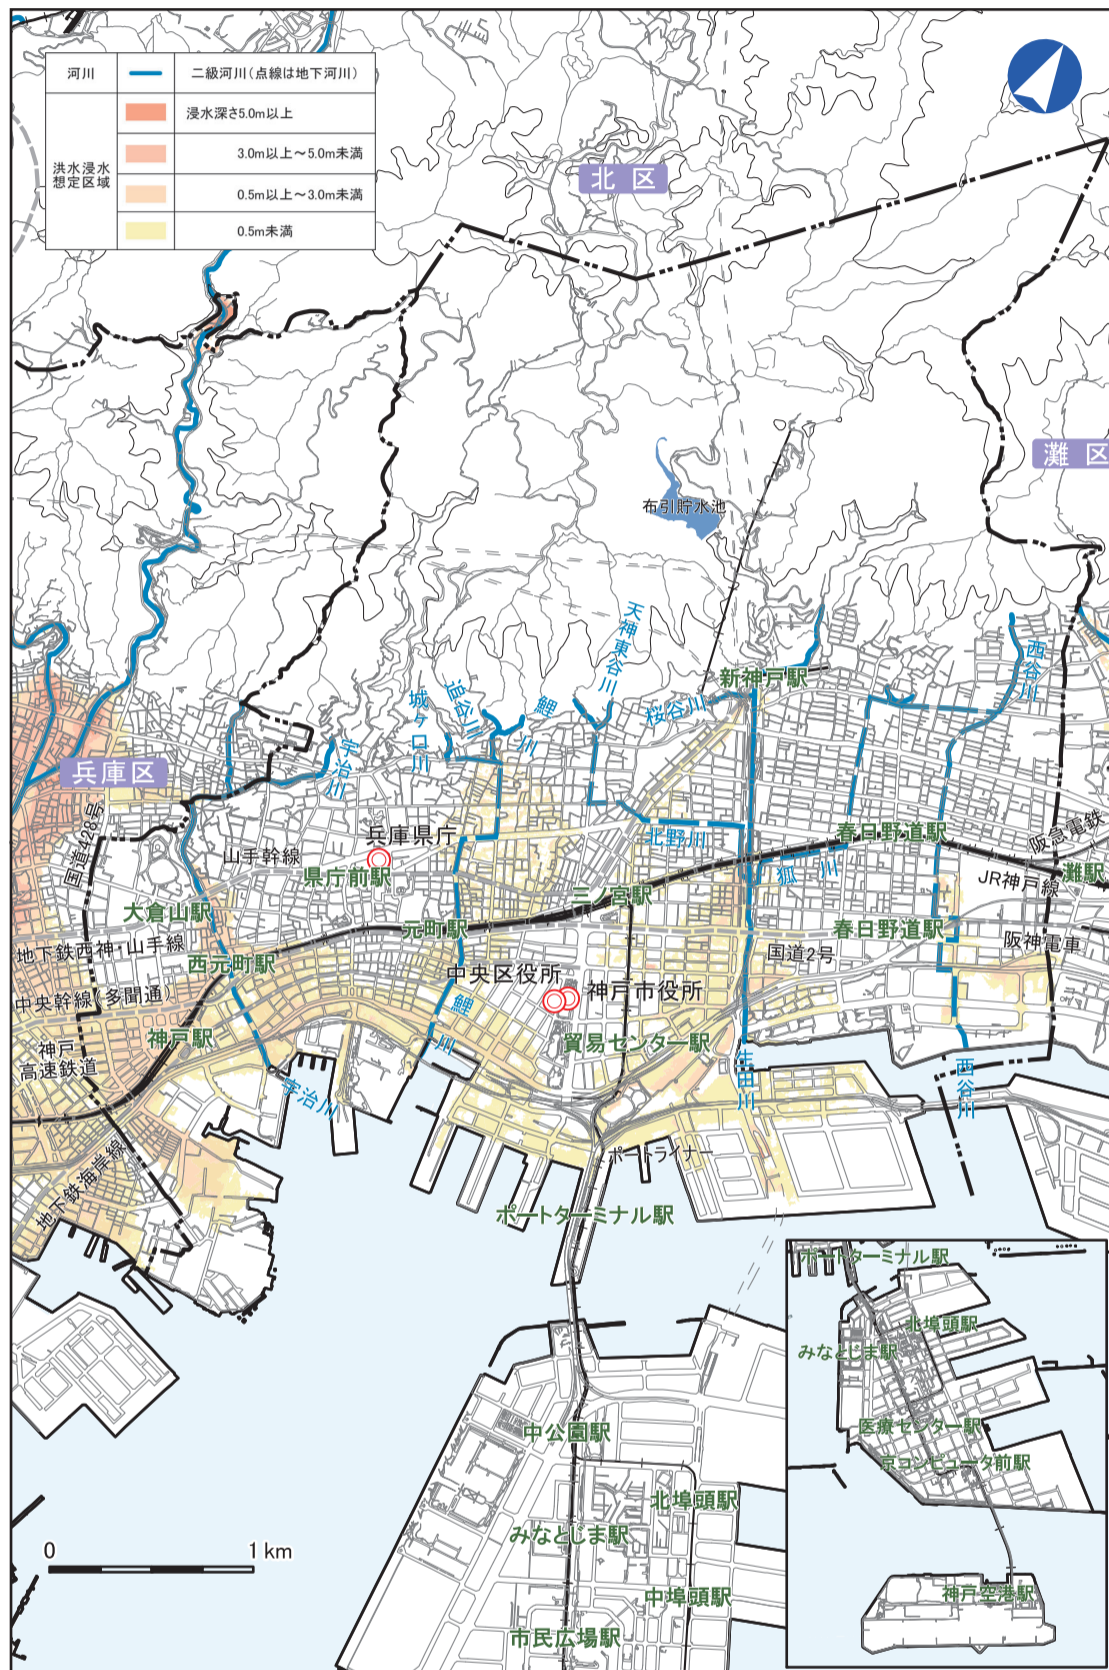 河川
二級河川(点線は地下河川)
洪水浸水
想定区域
浸水深さ5.0m以上
3.0m以上〜5.0m未満
0.5m以上〜3.0m未満
0.5m未満
北区
灘区
布引貯水池
天神東谷川
西谷川
新神戸駅
桜谷川
鯉川
追谷川
城ヶ口川
宇治川
兵庫区
国道428号
兵庫県庁
山手幹線
県庁前駅
北野川
春日野道駅
阪急電鉄
狐川
JR神戸線
灘駅
三ノ宮駅
大倉山駅
元町駅
春日野道駅
地下鉄西神・山手線
国道2号
阪神電車
西元町駅
中央区役所
神戸市役所
中央幹線(多聞通)
鯉川
神戸駅
貿易センター駅
神戸
高速鉄道
生田川
西谷川
宇治川
地下鉄海岸線
ポートライナー
ポートターミナル駅
ポートターミナル駅
北埠頭駅
みなとじま駅
医療センター駅
京コンピュータ前駅
神戸空港駅
中公園駅
北埠頭駅
みなとじま駅
中埠頭駅
市民広場駅
0
1 km